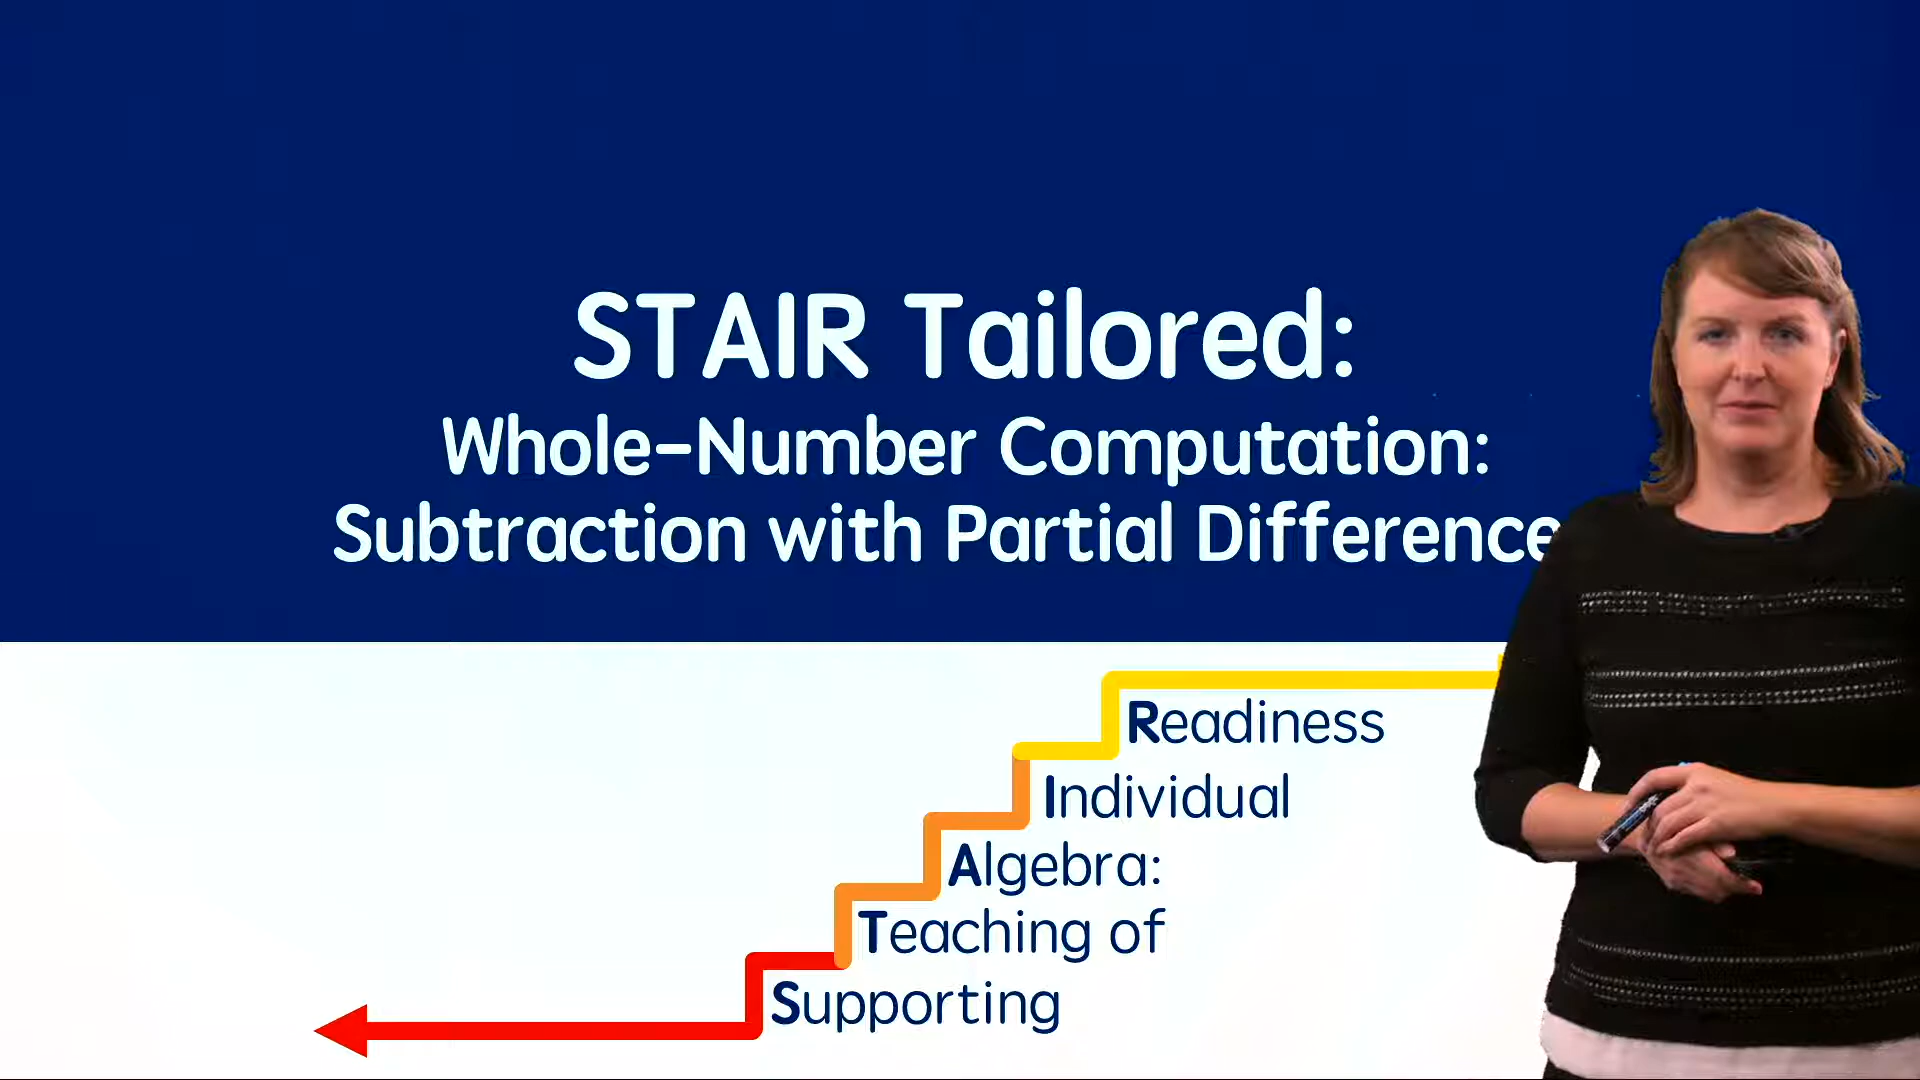 STAIR Tailored:
Whole-Number Computation:
Subtraction with Partial Difference
Readiness
Individual
Algebra:
Teaching of
Supporting